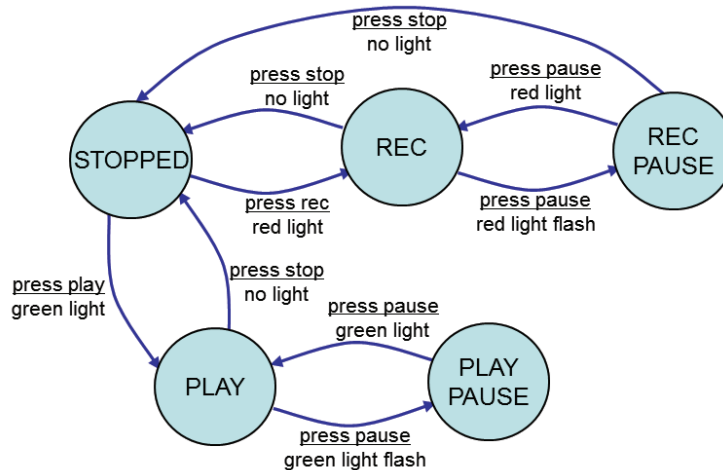 press stop
no light
press stop
no light
press pause
red light
STOPPED
REC
REC
PAUSE
press rec
red light
press pause
red light flash
press play
green light
press stop
no light
press pause
green light
PLAY
PLAY
PAUSE
press pause
green light flash